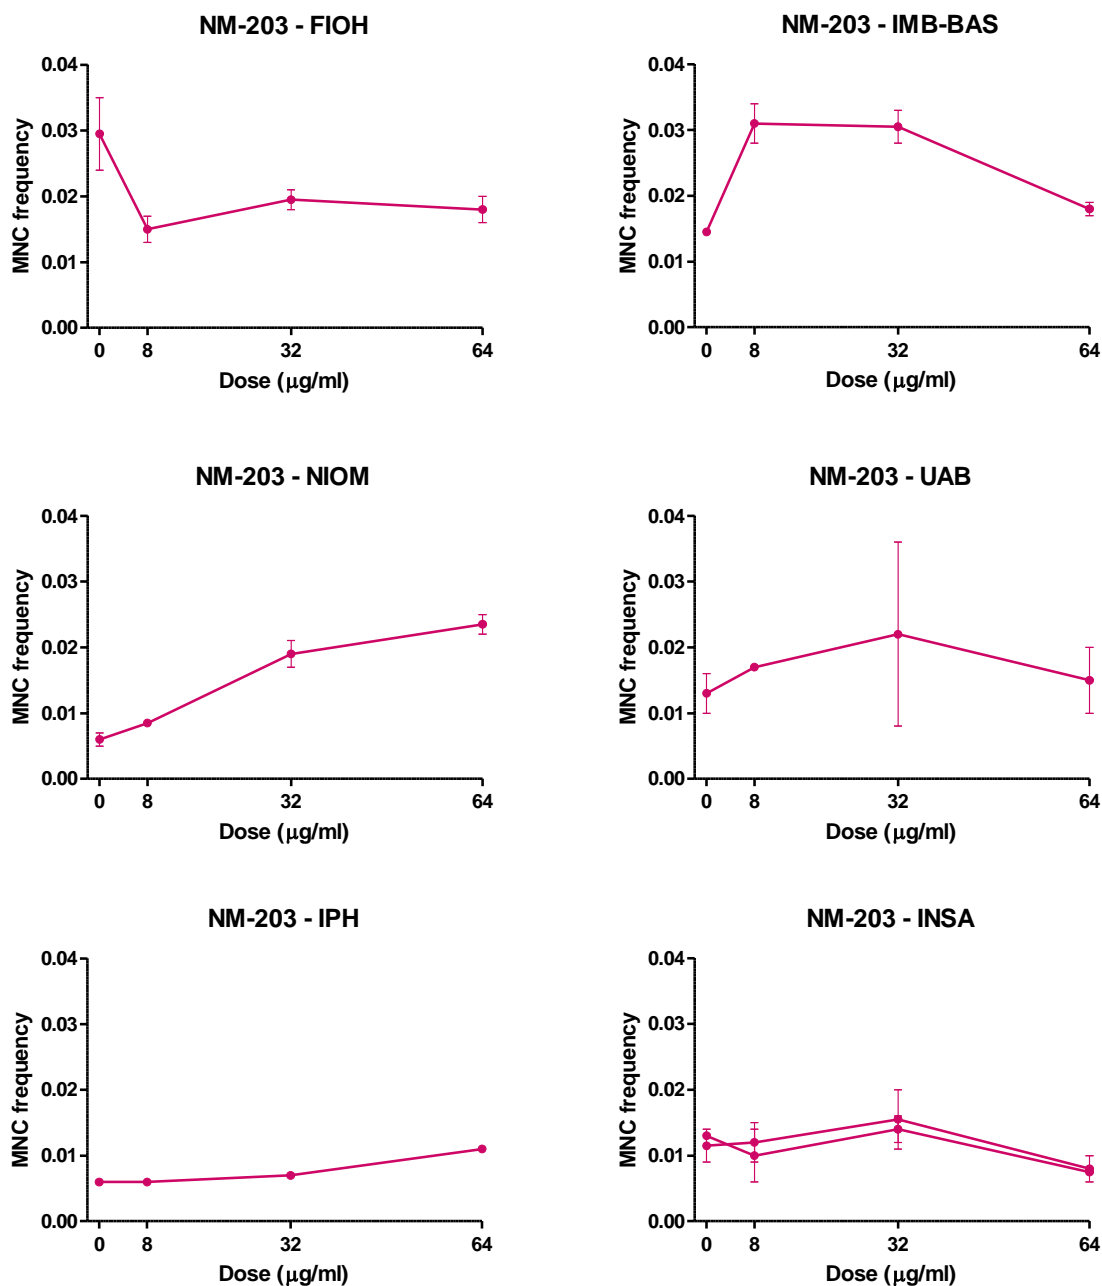 NM-203 - FIOH
0.04
0.03
0.02
0.01
0.00
MNC frequency
0 8 32 64
Dose (μg/ml)
NM-203 - IMB-BAS
0.04
0.03
0.02
0.01
0.00
MNC frequency
0 8 32 64
Dose (μg/ml)
NM-203 - NIOM
0.04
0.03
0.02
0.01
0.00
MNC frequency
0 8 32 64
Dose (μg/ml)
NM-203 - UAB
0.04
0.03
0.02
0.01
0.00
MNC frequency
0 8 32 64
Dose (μg/ml)
NM-203 - IPH
0.04
0.03
0.02
0.01
0.00
MNC frequency
0 8 32 64
Dose (μg/ml)
NM-203 - INSA
0.04
0.03
0.02
0.01
0.00
MNC frequency
0 8 32 64
Dose (μg/ml)